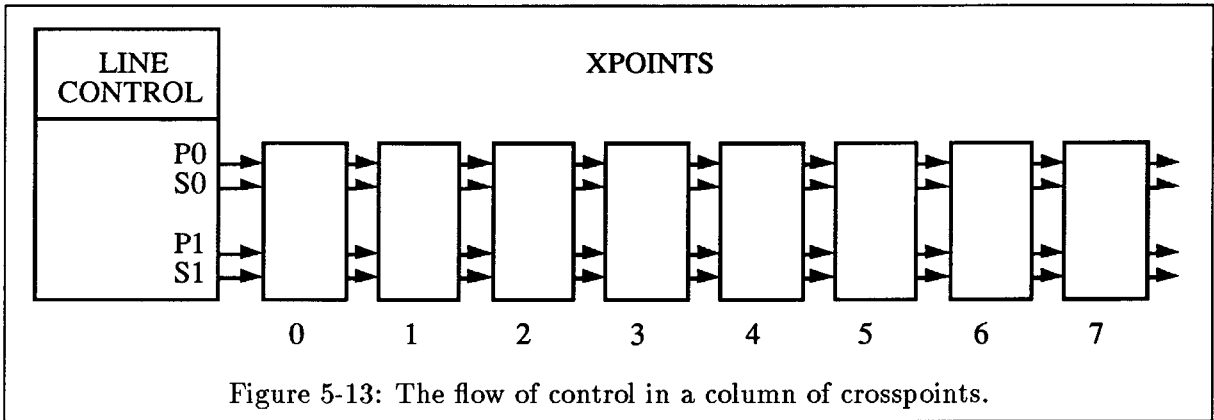 LINE
CONTROL
XPOINTS
P0
S0
P1
S1
0 1 2 3 4 5 6 7
Figure 5-13: The flow of control in a column of crosspoints.